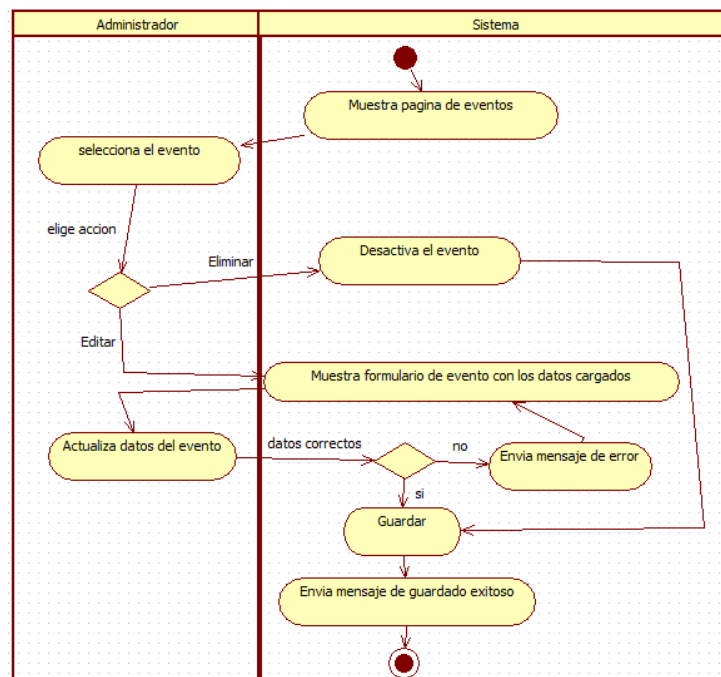 Administrador
Sistema
Muestra pagina de eventos
selecciona el evento
elige accion
Eliminar
Desactiva el evento
Editar
Muestra formulario de evento con los datos cargados
Actualiza datos del evento
datos correctos
no
Envia mensaje de error
si
Guardar
Envia mensaje de guardado exitoso